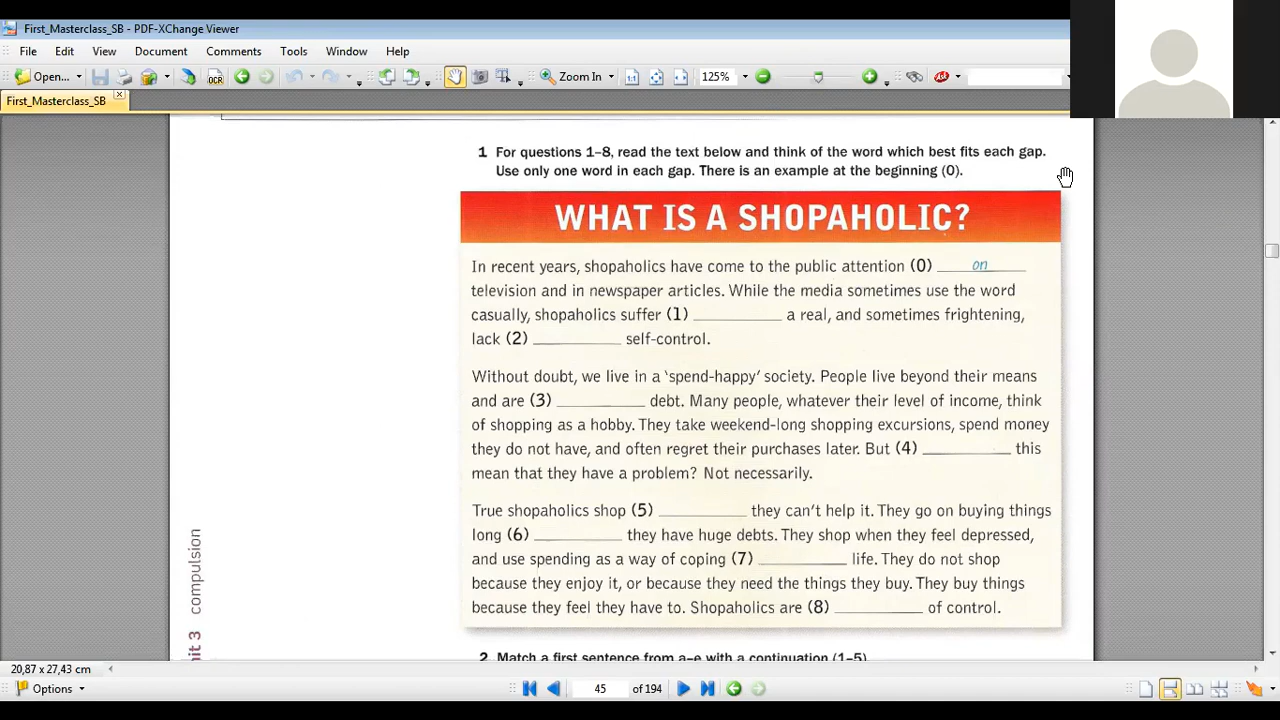 First_Masterclass_SB - PDF-XChange Viewer
File Edit View Document Comments Tools Window Help
Open... OCR Zoom In 125%
First_Masterclass_SB
1 For questions 1–8, read the text below and think of the word which best fits each gap.
Use only one word in each gap. There is an example at the beginning (0).
WHAT IS A SHOPAHOLIC?
In recent years, shopaholics have come to the public attention (0) on
television and in newspaper articles. While the media sometimes use the word
casually, shopaholics suffer (1) __________ a real, and sometimes frightening,
lack (2) __________ self-control.
Without doubt, we live in a ‘spend-happy’ society. People live beyond their means
and are (3) __________ debt. Many people, whatever their level of income, think
of shopping as a hobby. They take weekend-long shopping excursions, spend money
they do not have, and often regret their purchases later. But (4) __________ this
mean that they have a problem? Not necessarily.
True shopaholics shop (5) __________ they can’t help it. They go on buying things
long (6) __________ they have huge debts. They shop when they feel depressed,
and use spending as a way of coping (7) __________ life. They do not shop
because they enjoy it, or because they need the things they buy. They buy things
because they feel they have to. Shopaholics are (8) __________ of control.
compulsion
nit 3
2 Match a first sentence from a–e with a continuation (1–5)
20,87 x 27,43 cm
Options 45 of 194